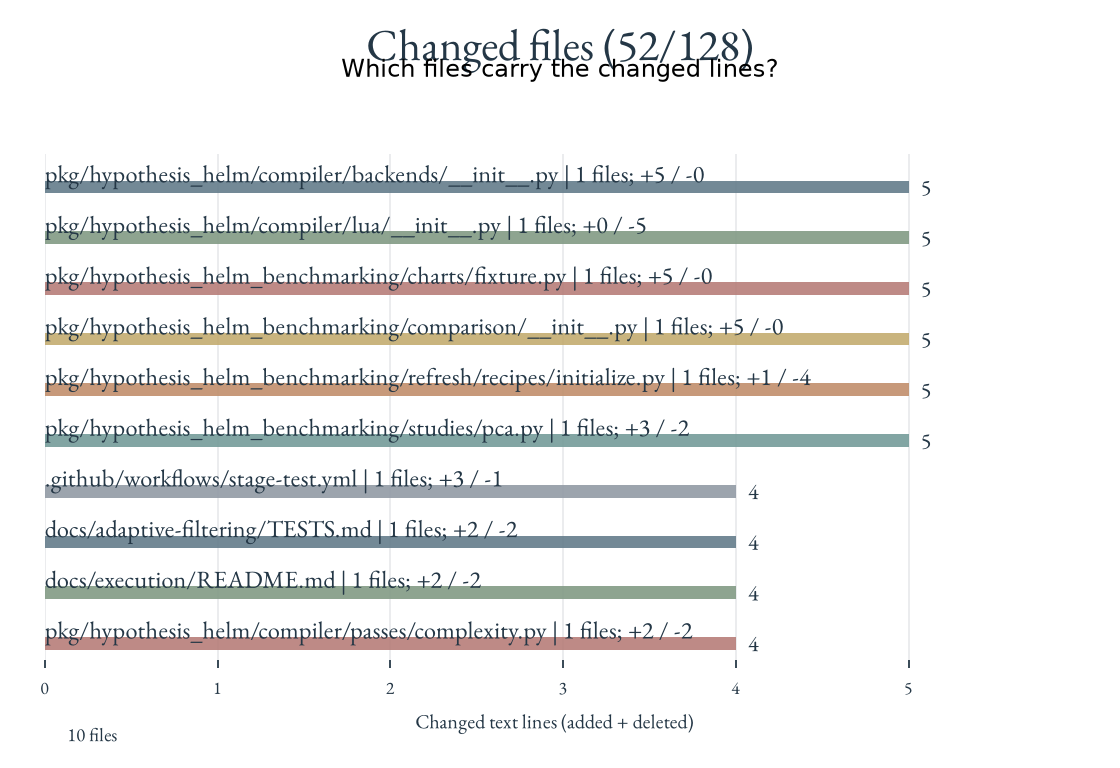 Changed files (52/128)
Which files carry the changed lines?
pkg/hypothesis_helm/compiler/backends/__init__.py | 1 files; +5 / -0
5
pkg/hypothesis_helm/compiler/lua/__init__.py | 1 files; +0 / -5
5
pkg/hypothesis_helm_benchmarking/charts/fixture.py | 1 files; +5 / -0
5
pkg/hypothesis_helm_benchmarking/comparison/__init__.py | 1 files; +5 / -0
5
pkg/hypothesis_helm_benchmarking/refresh/recipes/initialize.py | 1 files; +1 / -4
5
pkg/hypothesis_helm_benchmarking/studies/pca.py | 1 files; +3 / -2
5
.github/workflows/stage-test.yml | 1 files; +3 / -1
4
docs/adaptive-filtering/TESTS.md | 1 files; +2 / -2
4
docs/execution/README.md | 1 files; +2 / -2
4
pkg/hypothesis_helm/compiler/passes/complexity.py | 1 files; +2 / -2
4
0 1 2 3 4 5
Changed text lines (added + deleted)
10 files